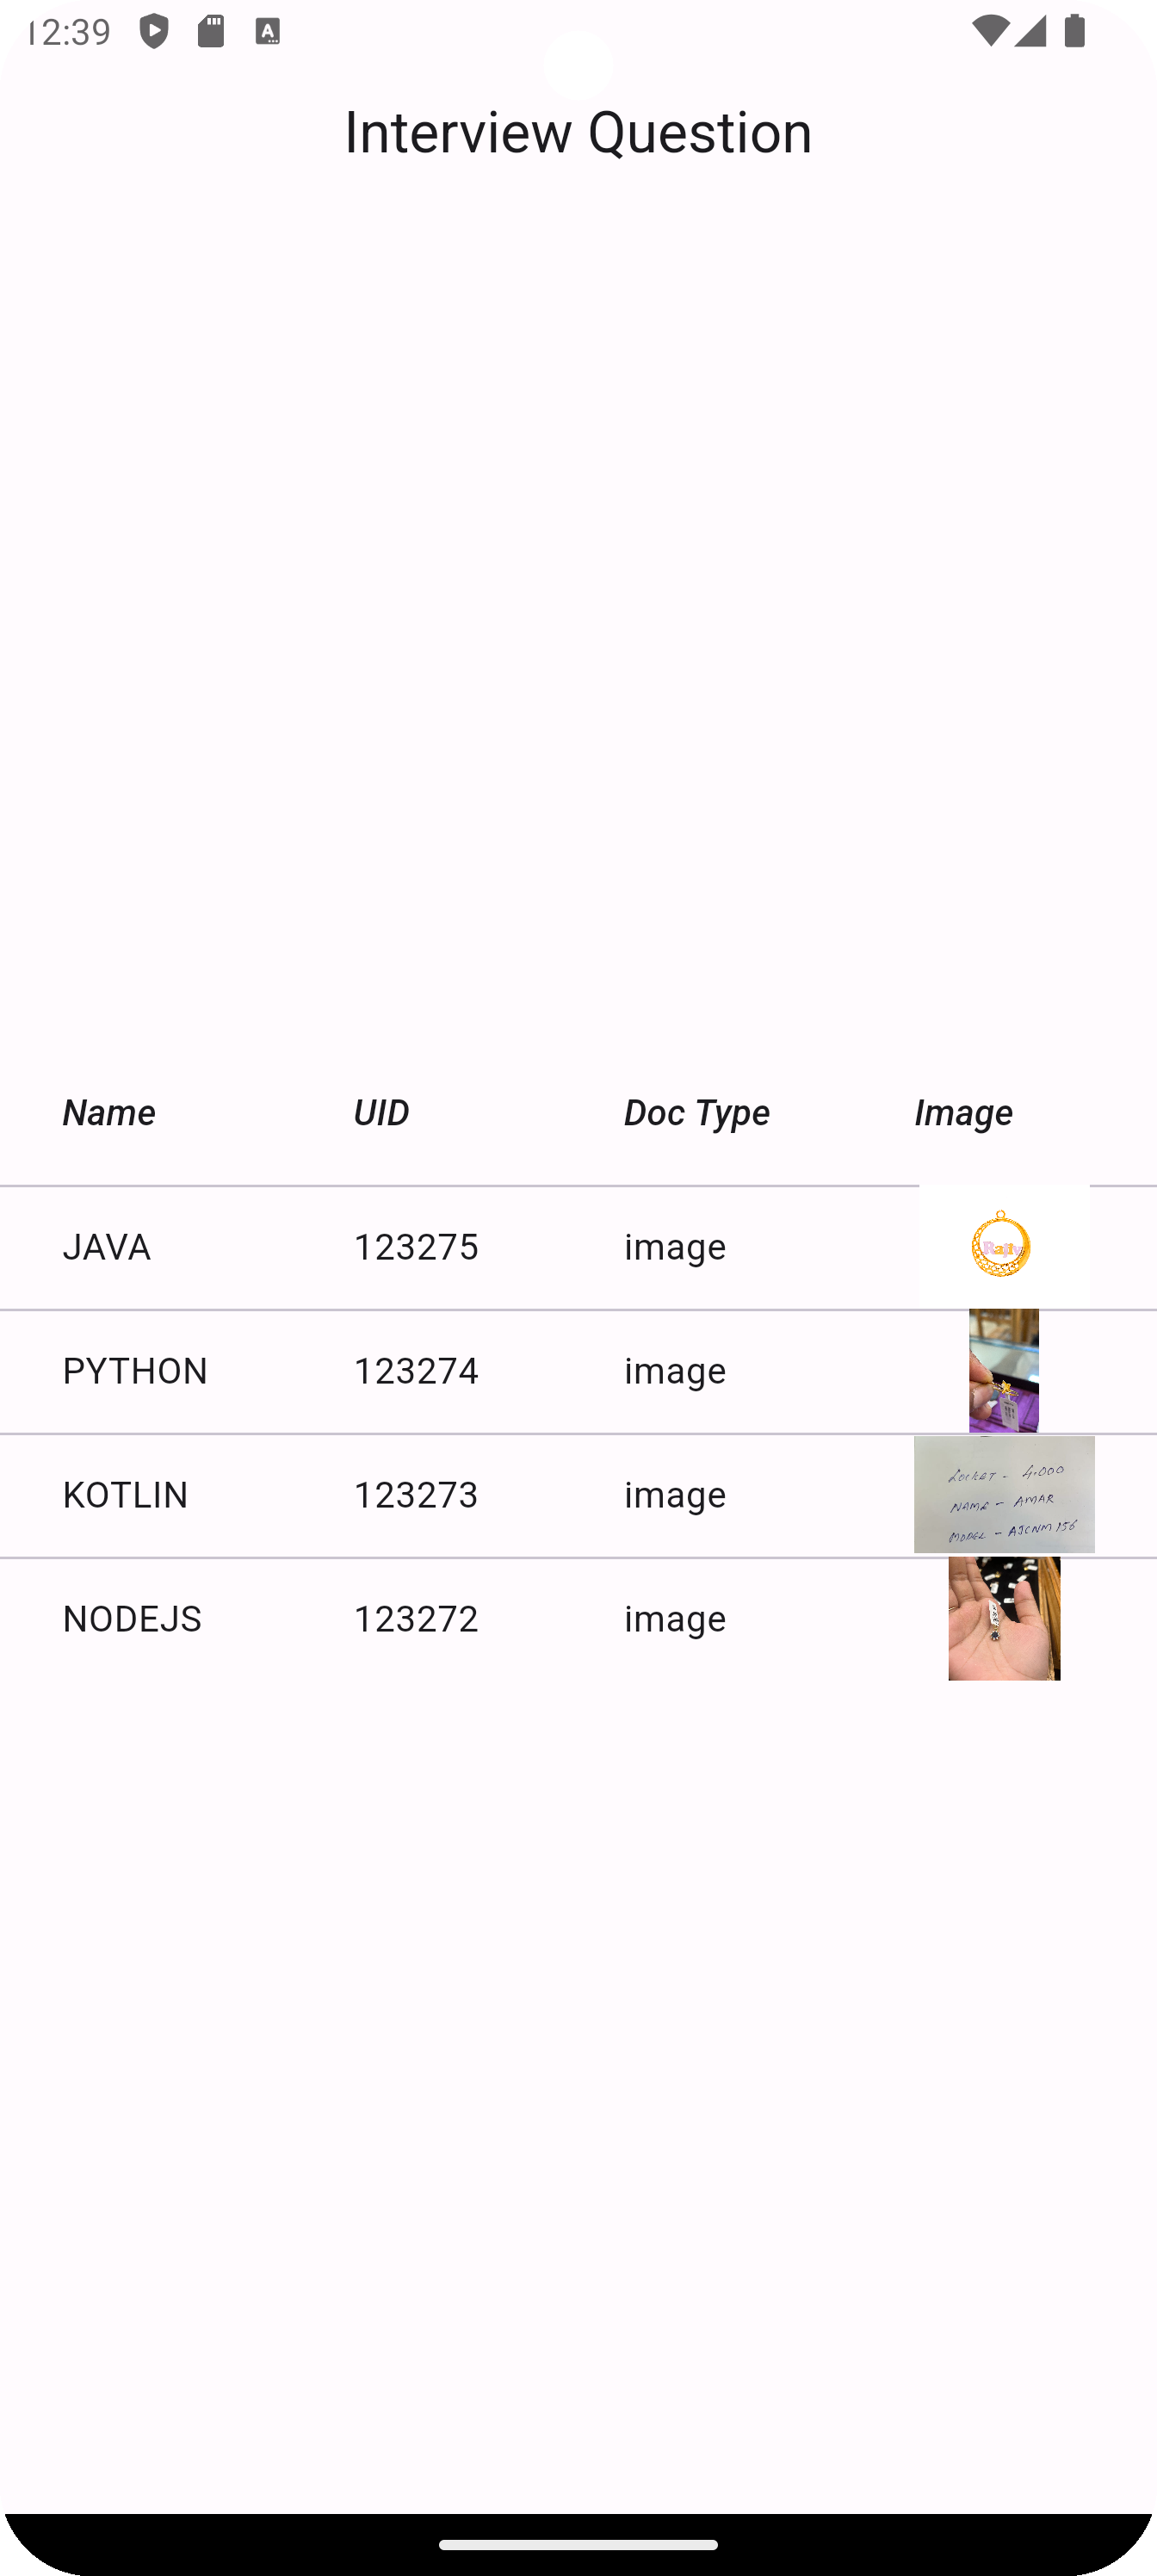 12:39
Interview Question
Name UID Doc Type Image
JAVA 123275 image
Rajiv
PYTHON 123274 image
KOTLIN 123273 image
LOCKET - 4.000
NAME - AMAR
MODEL - AJCNM 156
NODEJS 123272 image